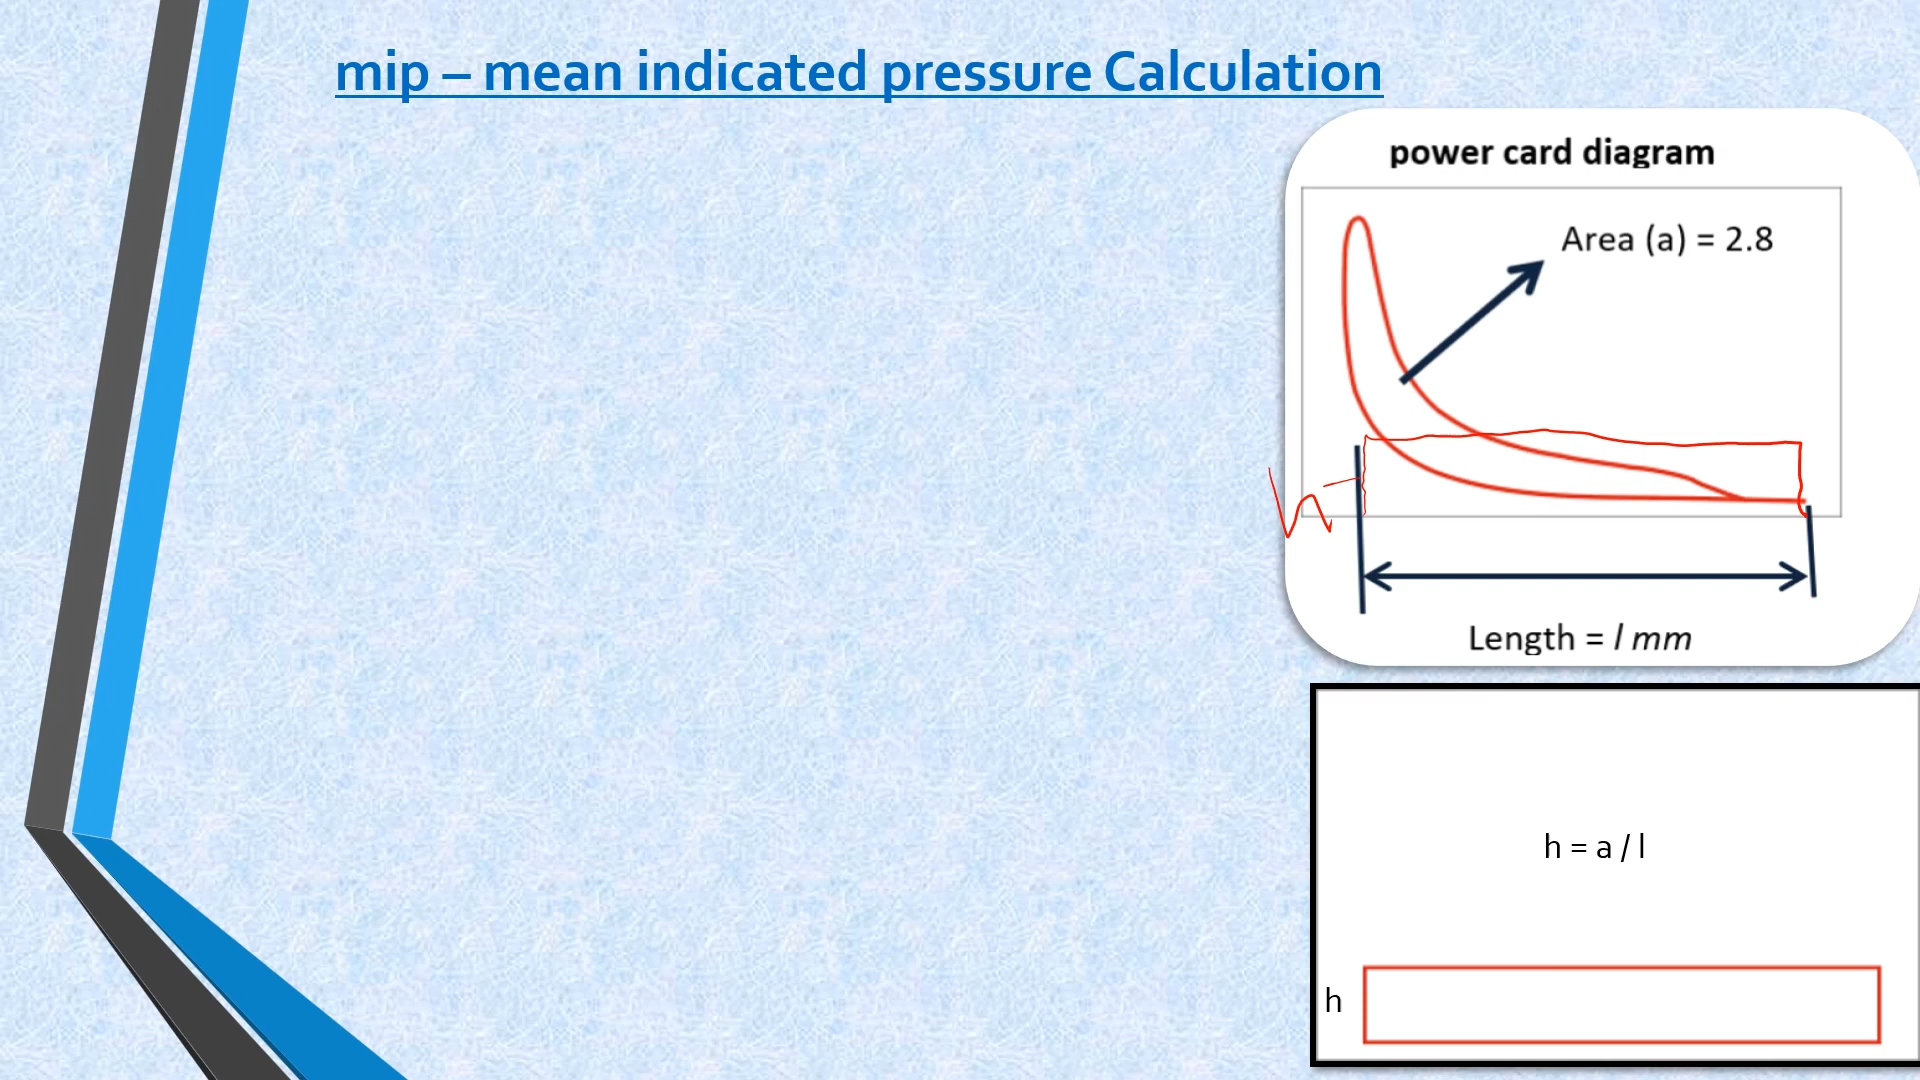 mip – mean indicated pressure Calculation
power card diagram
Area (a) = 2.8
h
Length = l mm
h = a / l
h